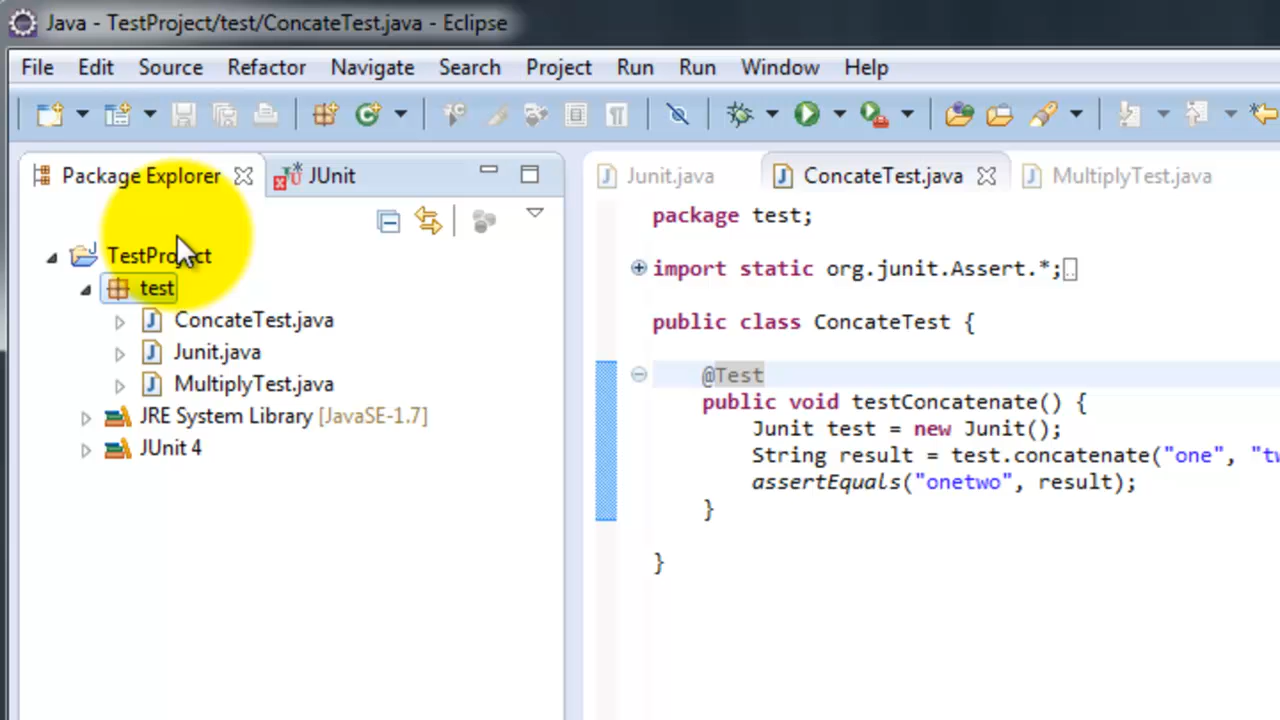 Java - TestProject/test/ConcateTest.java - Eclipse
File Edit Source Refactor Navigate Search Project Run Run Window Help
Package Explorer JUnit
Junit.java ConcateTest.java MultiplyTest.java
TestProject
test
ConcateTest.java
Junit.java
MultiplyTest.java
JRE System Library [JavaSE-1.7]
JUnit 4
package test;
import static org.junit.Assert.*;
public class ConcateTest {
@Test
public void testConcatenate() {
Junit test = new Junit();
String result = test.concatenate("one", "tw
assertEquals("onetwo", result);
}
}